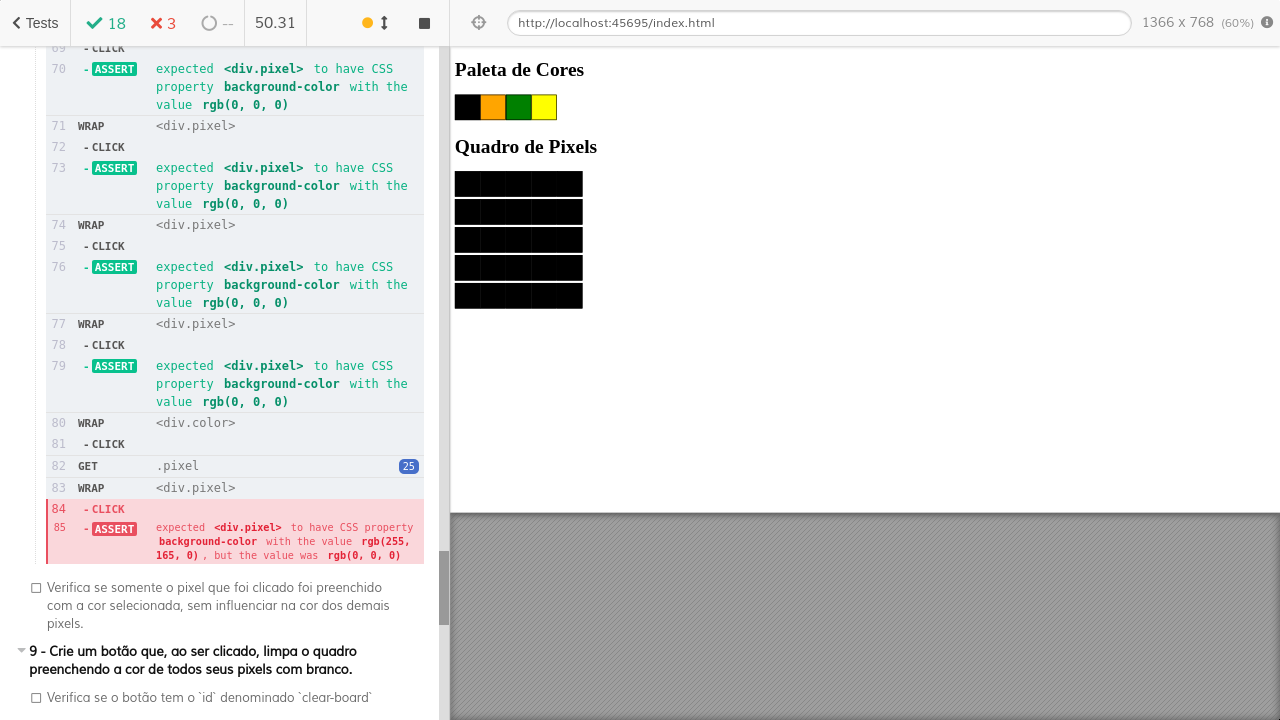 Tests 18 3 -- 50.31 http://localhost:45695/index.html 1366 x 768 (60%)
69 -CLICK
70 -ASSERT expected <div.pixel> to have CSS
property background-color with the
value rgb(0, 0, 0)
71 WRAP <div.pixel>
72 -CLICK
73 -ASSERT expected <div.pixel> to have CSS
property background-color with the
value rgb(0, 0, 0)
74 WRAP <div.pixel>
75 -CLICK
76 -ASSERT expected <div.pixel> to have CSS
property background-color with the
value rgb(0, 0, 0)
77 WRAP <div.pixel>
78 -CLICK
79 -ASSERT expected <div.pixel> to have CSS
property background-color with the
value rgb(0, 0, 0)
80 WRAP <div.color>
81 -CLICK
82 GET .pixel 25
83 WRAP <div.pixel>
84 -CLICK
85 -ASSERT expected <div.pixel> to have CSS property
background-color with the value rgb(255,
165, 0), but the value was rgb(0, 0, 0)
Verifica se somente o pixel que foi clicado foi preenchido
com a cor selecionada, sem influenciar na cor dos demais
pixels.
9 - Crie um botão que, ao ser clicado, limpa o quadro
preenchendo a cor de todos seus pixels com branco.
Verifica se o botão tem o `id` denominado `clear-board`
Paleta de Cores
Quadro de Pixels